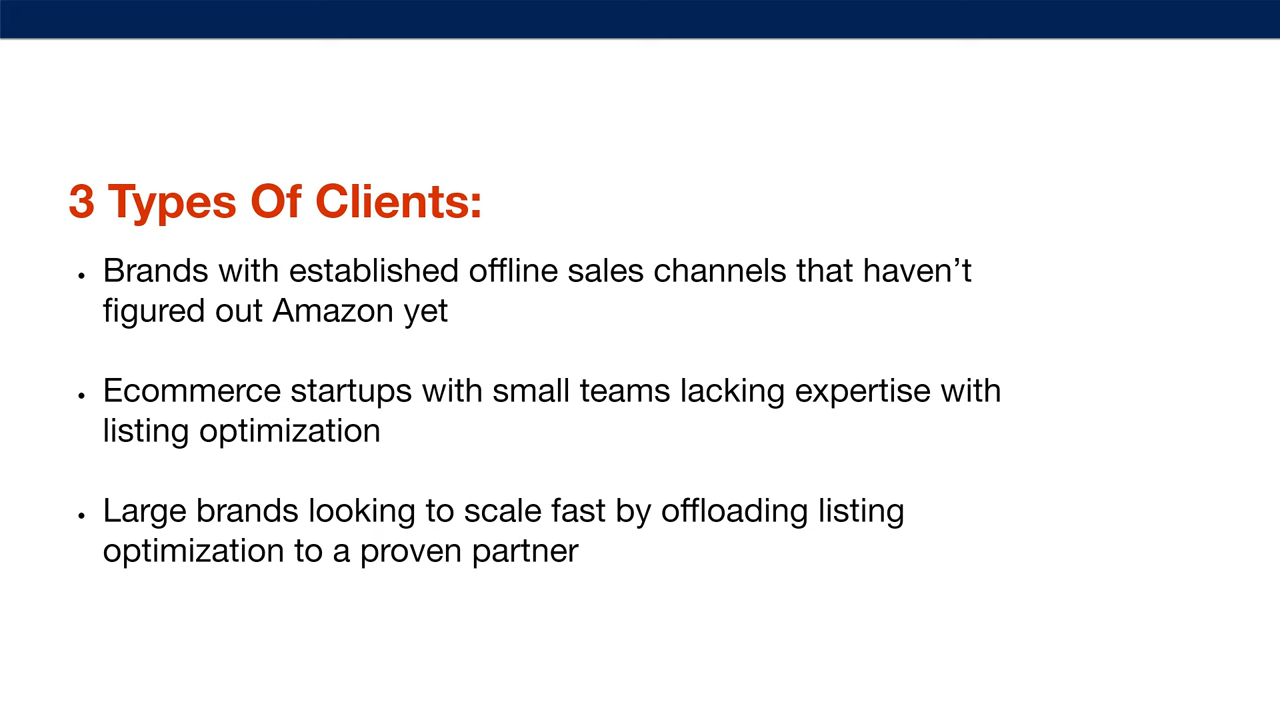 3 Types Of Clients:
• Brands with established offline sales channels that haven’t
figured out Amazon yet
• Ecommerce startups with small teams lacking expertise with
listing optimization
• Large brands looking to scale fast by offloading listing
optimization to a proven partner